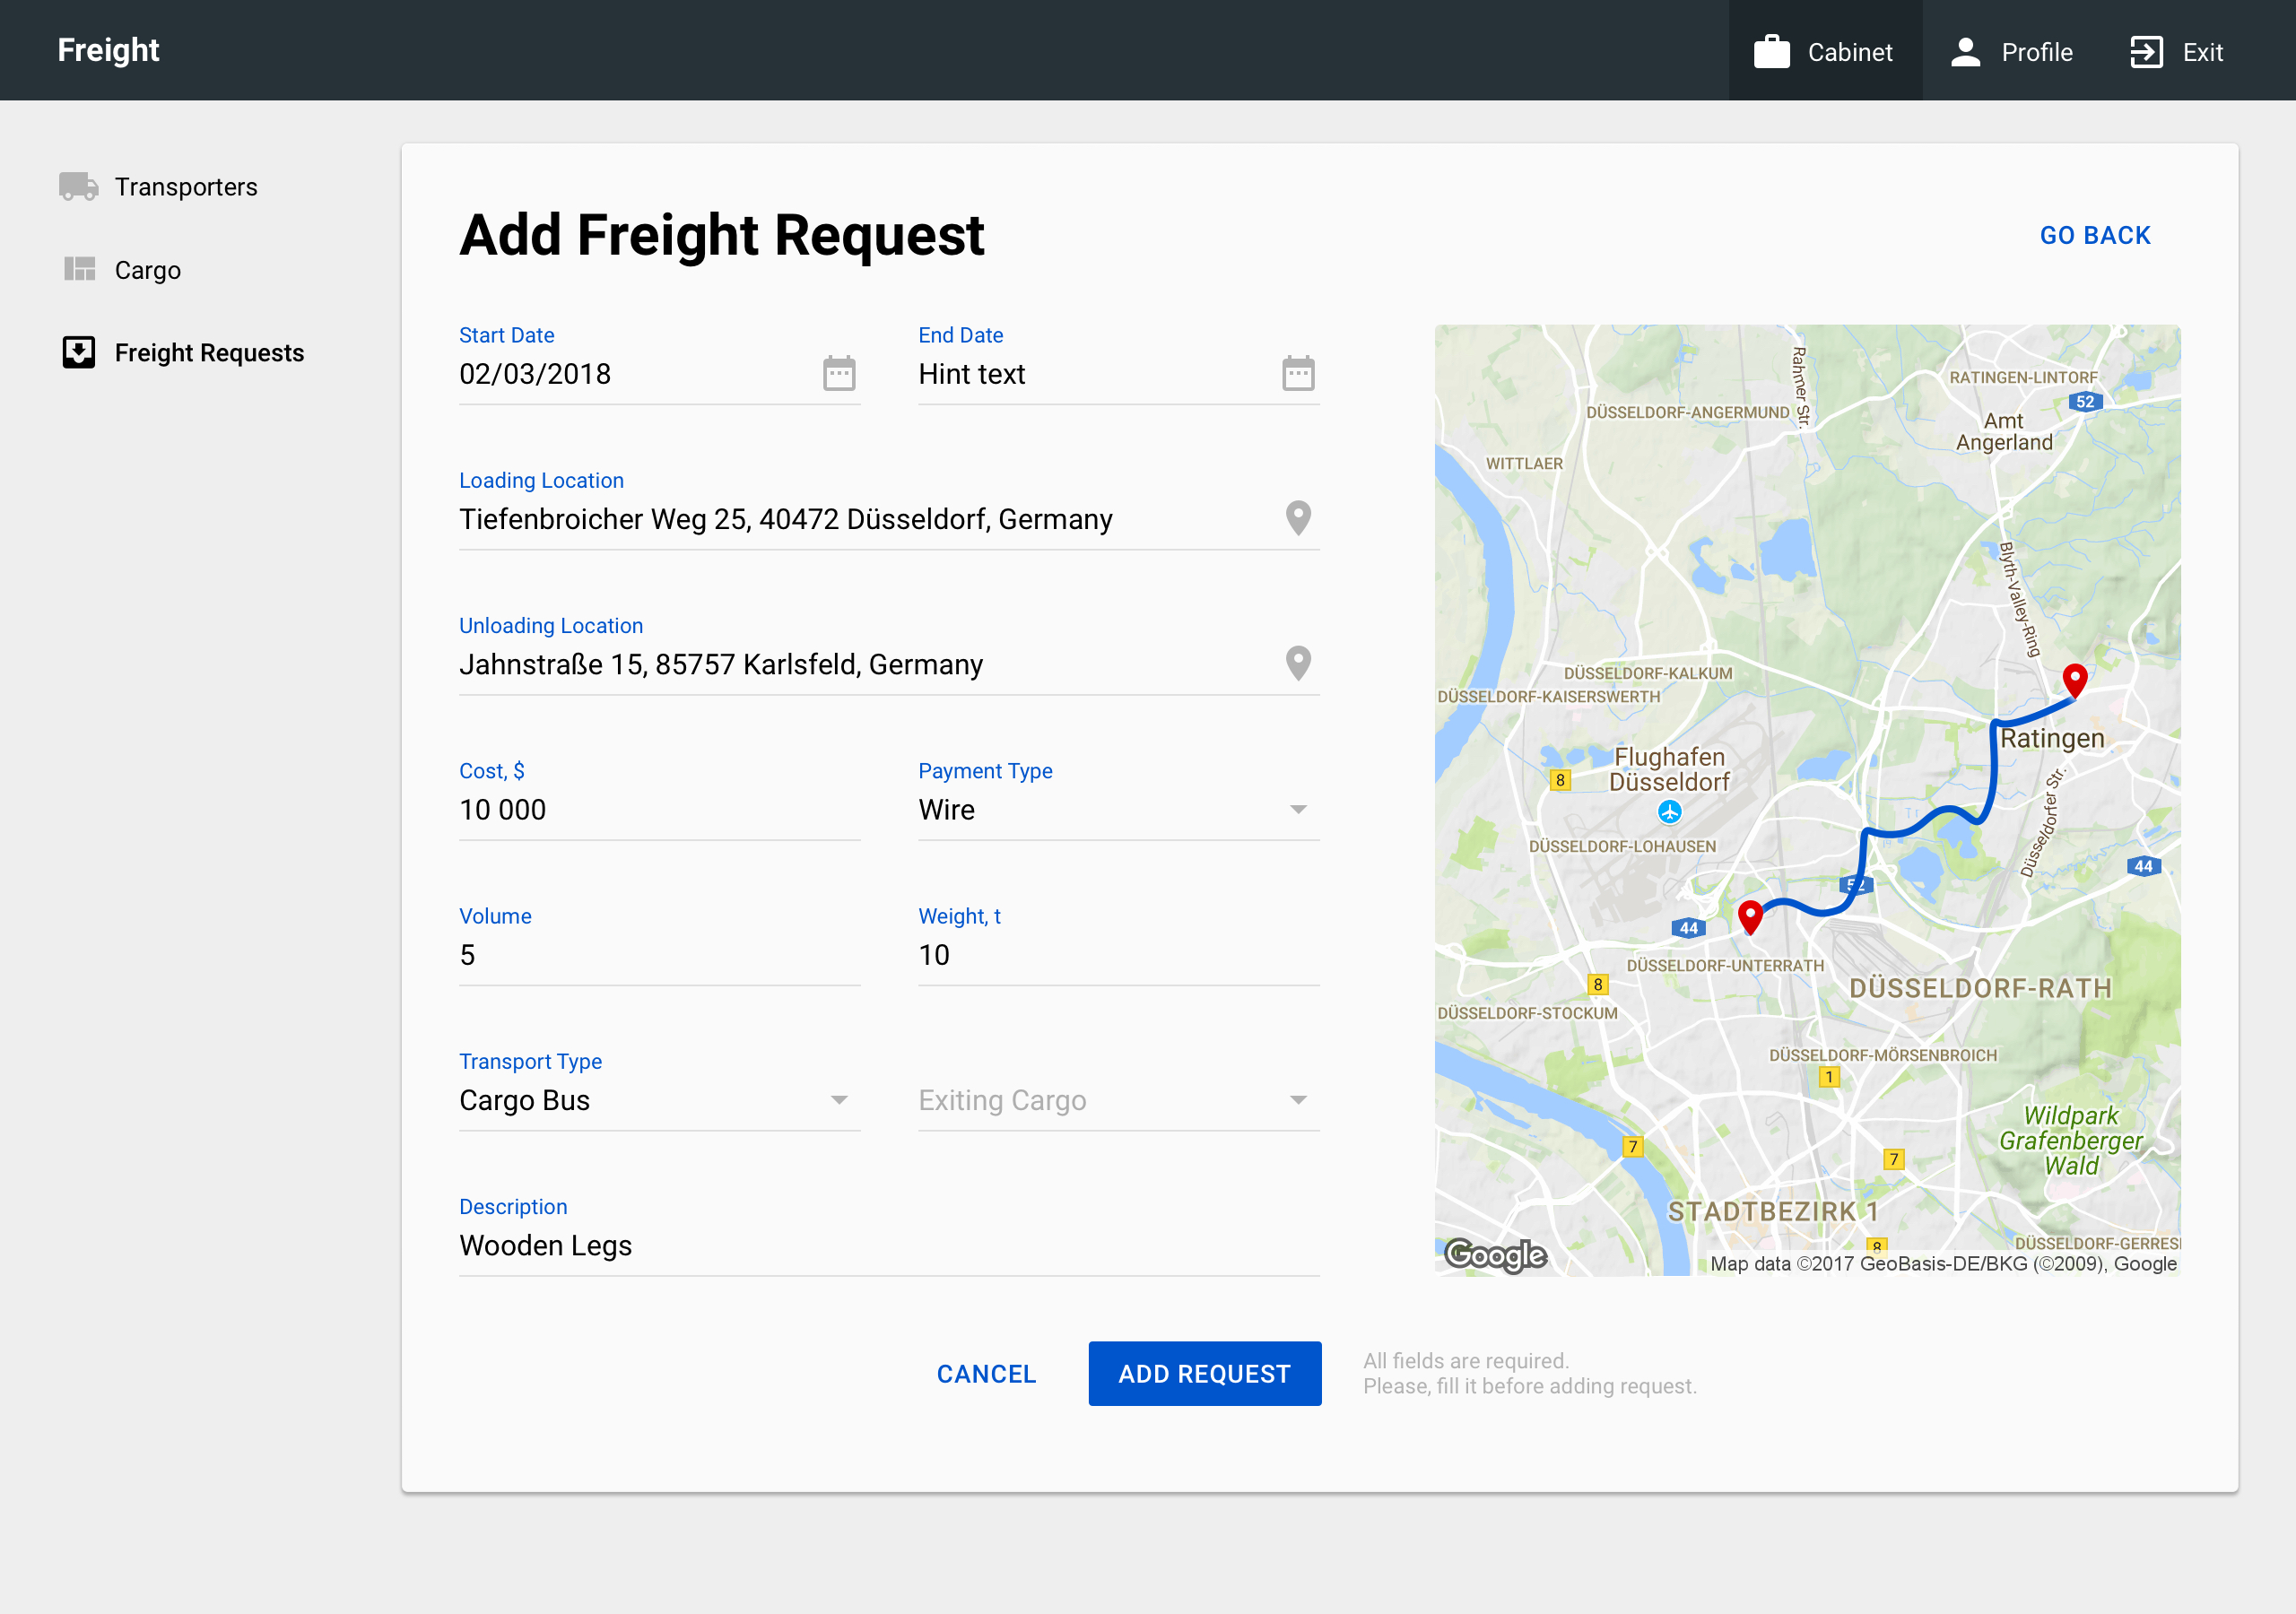 Freight
Cabinet
Profile
Exit
Transporters
Cargo
Freight Requests
Add Freight Request
GO BACK
Start Date
02/03/2018
End Date
Hint text
Loading Location
Tiefenbroicher Weg 25, 40472 Düsseldorf, Germany
Unloading Location
Jahnstraße 15, 85757 Karlsfeld, Germany
Cost, $
10 000
Payment Type
Wire
Volume
5
Weight, t
10
Transport Type
Cargo Bus
Exiting Cargo
Description
Wooden Legs
CANCEL
ADD REQUEST
All fields are required.
Please, fill it before adding request.
Rahmer Str.
RATINGEN-LINTORF
52
DÜSSELDORF-ANGERMUND
Amt
Angerland
WITTLAER
Blyth-Valley-Ring
DÜSSELDORF-KALKUM
DÜSSELDORF-KAISERSWERTH
Ratingen
Flughafen
Düsseldorf
8
Düsseldorfer Str.
DÜSSELDORF-LOHAUSEN
44
52
44
DÜSSELDORF-UNTERRATH
8
DÜSSELDORF-RATH
DÜSSELDORF-STOCKUM
DÜSSELDORF-MÖRSENBROICH
1
Wildpark
Grafenberger
Wald
7
7
STADTBEZIRK 1
8
DÜSSELDORF-GERRES
Google
Map data ©2017 GeoBasis-DE/BKG (©2009), Google